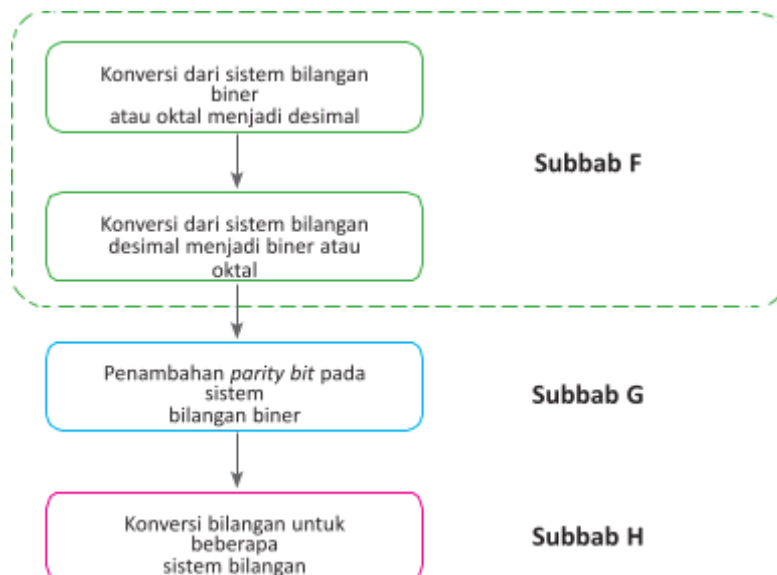 Konversi dari sistem bilangan
biner
atau oktal menjadi desimal
Subbab F
Konversi dari sistem bilangan
desimal menjadi biner atau
oktal
Penambahan parity bit pada
sistem
bilangan biner
Subbab G
Konversi bilangan untuk
beberapa
sistem bilangan
Subbab H